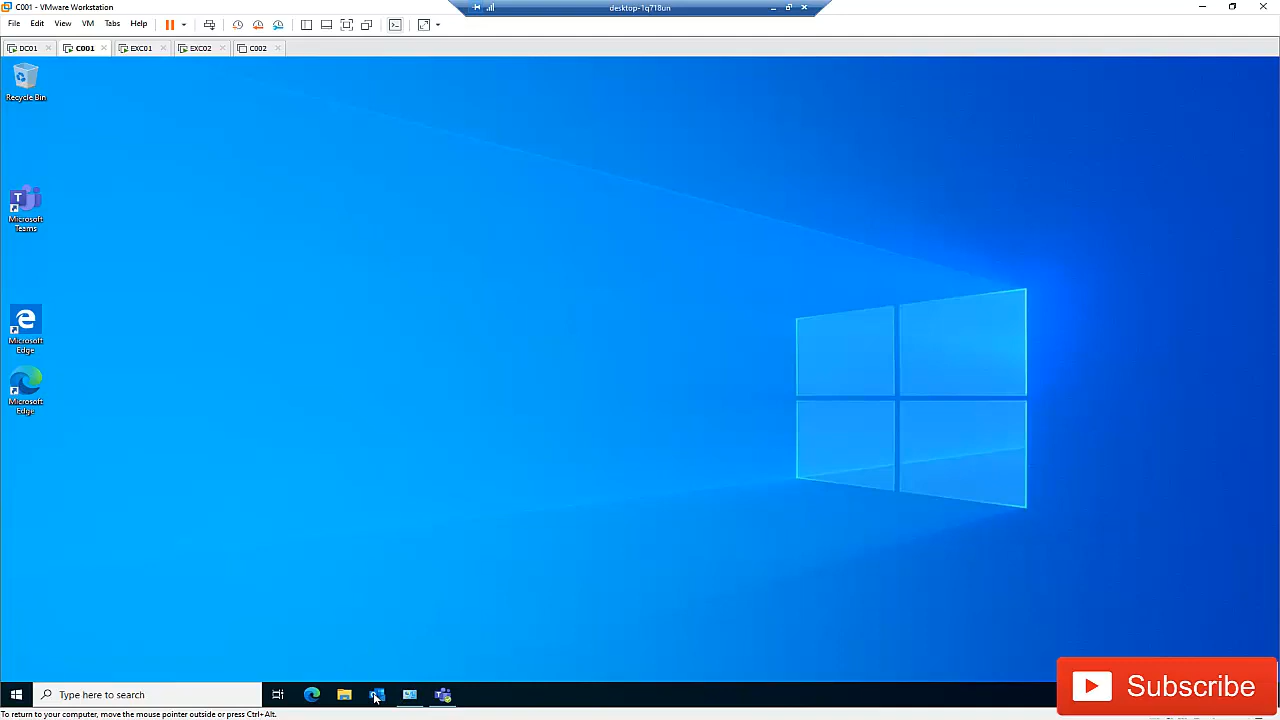 C001 - VMware Workstation
desktop-1q718un
File Edit View VM Tabs Help
DC01 C001 EXC01 EXC02 C002
Recycle Bin
Microsoft
Teams
Microsoft
Edge
Microsoft
Edge
Type here to search
Subscribe
To return to your computer, move the mouse pointer outside or press Ctrl+Alt.